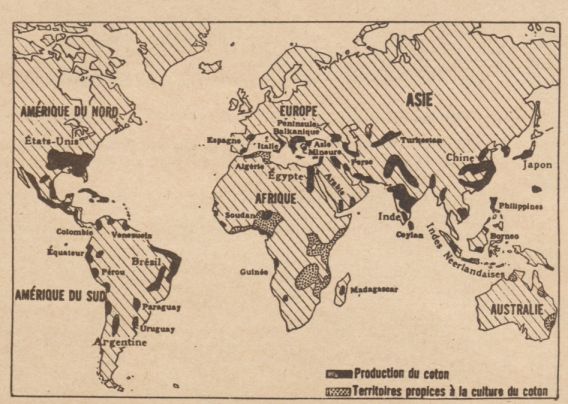 AMÉRIQUE DU NORD
États-Unis
EUROPE
ASIE
Péninsule
Balkanique
Espagne
Italie
Asie
Mineure
Turkestan
Perse
Chine
Japon
Algérie
Égypte
Arabie
AFRIQUE
Soudan
Inde
Ceylan
Philippines
Borneo
Indes Néerlandaises
Colombie
Venezuela
Équateur
Brésil
Pérou
AMÉRIQUE DU SUD
Paraguay
Uruguay
Argentine
Guinée
Madagascar
AUSTRALIE
Production du coton
Territoires propices à la culture du coton